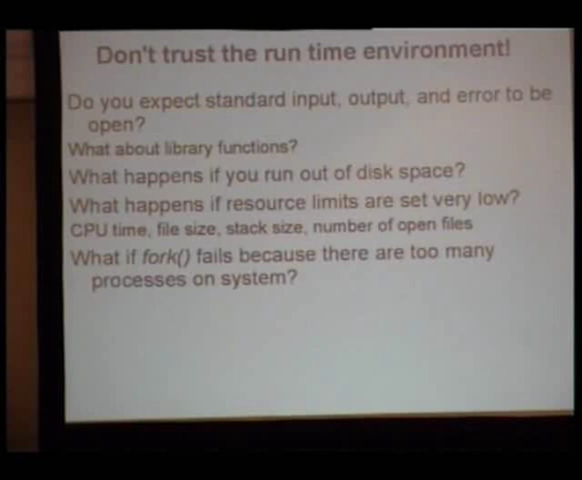 Don't trust the run time environment!
Do you expect standard input, output, and error to be
open?
What about library functions?
What happens if you run out of disk space?
What happens if resource limits are set very low?
CPU time, file size, stack size, number of open files
What if fork() fails because there are too many
processes on system?